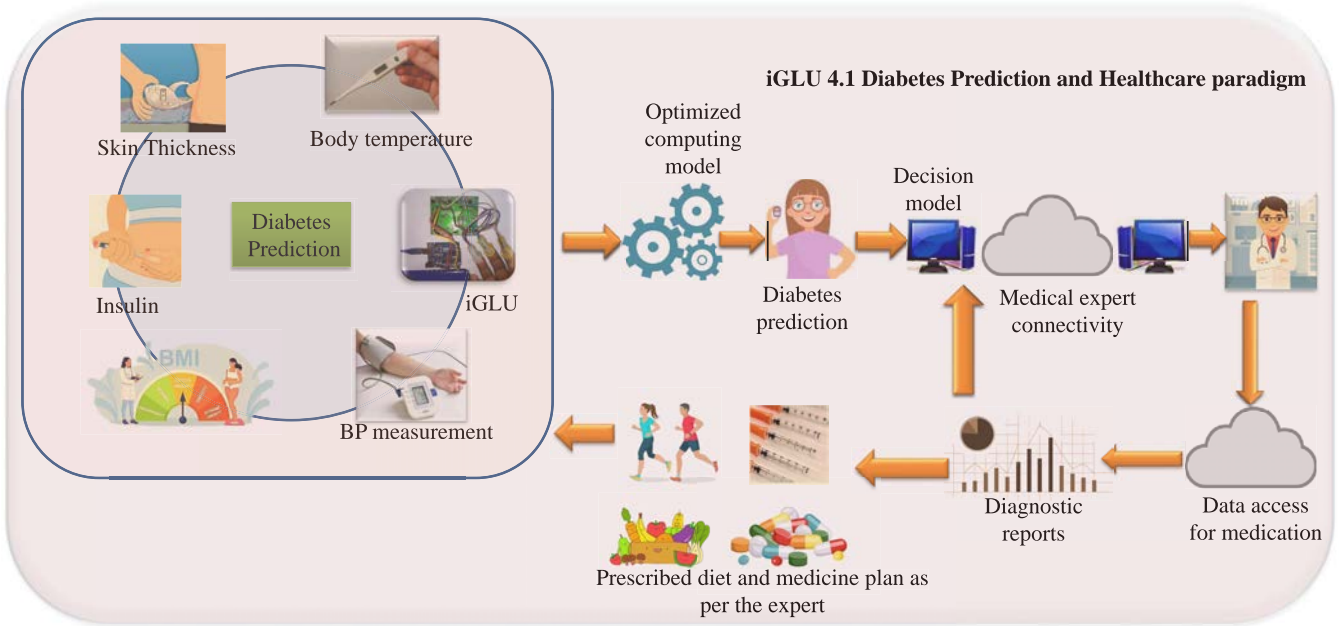 iGLU 4.1 Diabetes Prediction and Healthcare paradigm
Skin Thickness
Body temperature
Diabetes
Prediction
Insulin
iGLU
BMI
BP measurement
Optimized
computing
model
Diabetes
prediction
Decision
model
Medical expert
connectivity
Data access
for medication
Diagnostic
reports
Prescribed diet and medicine plan as
per the expert